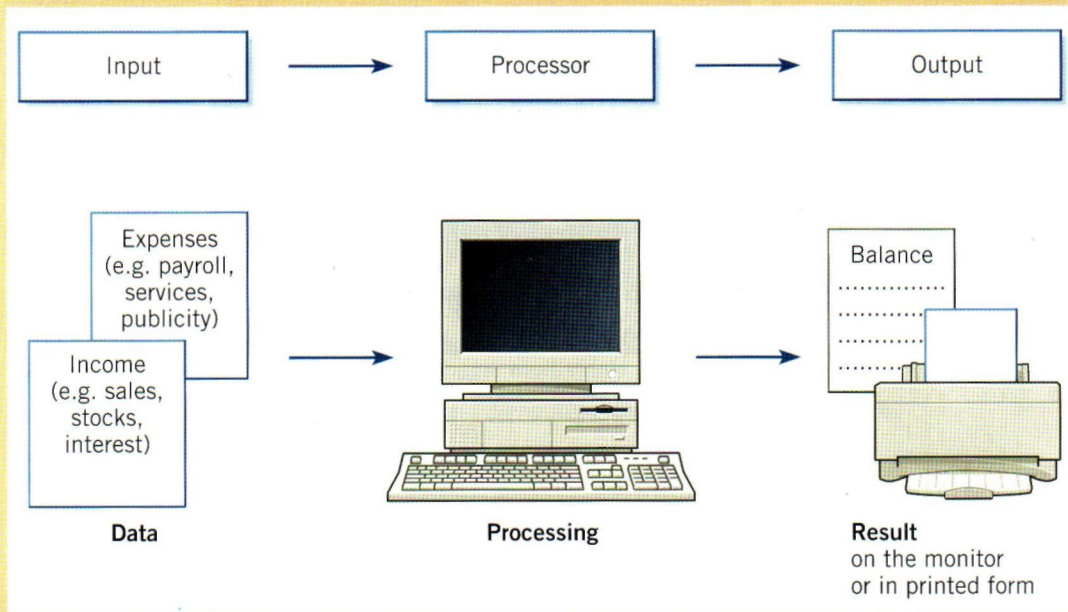 Input
Processor
Output
Expenses
(e.g. payroll,
services,
publicity)
Income
(e.g. sales,
stocks,
interest)
Balance
Data
Processing
Result
on the monitor
or in printed form